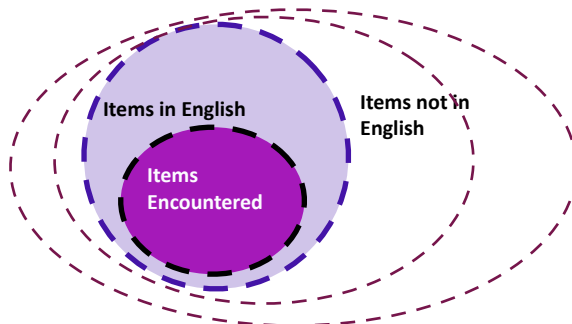 Items in English
Items not in
English
Items
Encountered